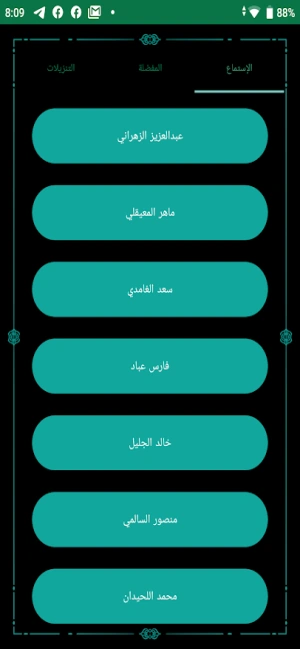 8:09
88%
الإستماع
المفضلة
التنزيلات
عبدالعزيز الزهراني
ماهر المعيقلي
سعد الغامدي
فارس عباد
خالد الجليل
منصور السالمي
محمد اللحيدان